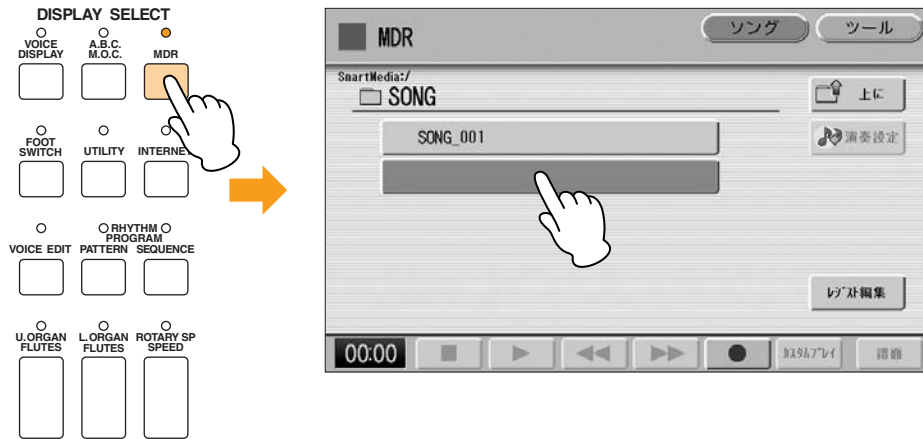 DISPLAY SELECT
VOICE
DISPLAY
A.B.C.
M.O.C.
MDR
FOOT
SWITCH
UTILITY
INTERNET
VOICE EDIT
RHYTHM
PROGRAM
PATTERN SEQUENCE
U.ORGAN
FLUTES
L.ORGAN
FLUTES
ROTARY SP
SPEED
MDR
ソング
ツール
SmartMedia:/
SONG
上に
SONG_001
演奏設定
レジスト編集
00:00
カスタムプレイ
譜面